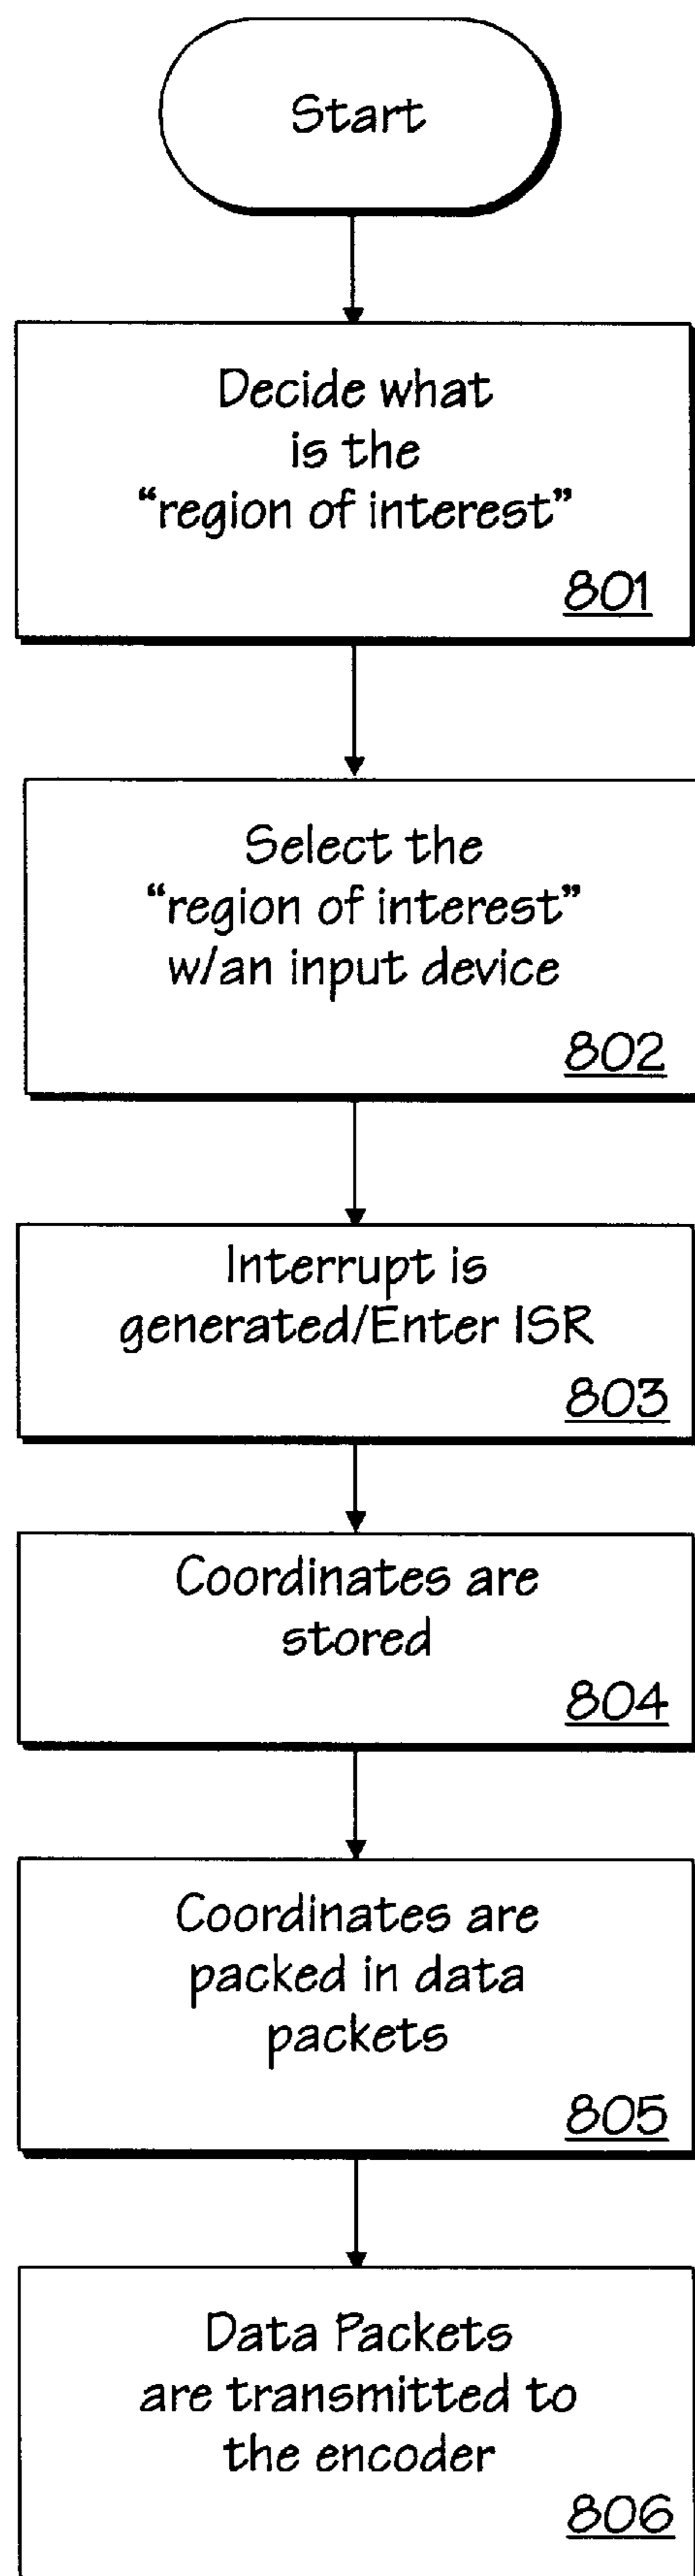 Start
Decide what
is the
“region of interest”
801
Select the
“region of interest”
w/an input device
802
Interrupt is
generated/Enter ISR
803
Coordinates are
stored
804
Coordinates are
packed in data
packets
805
Data Packets
are transmitted to
the encoder
806